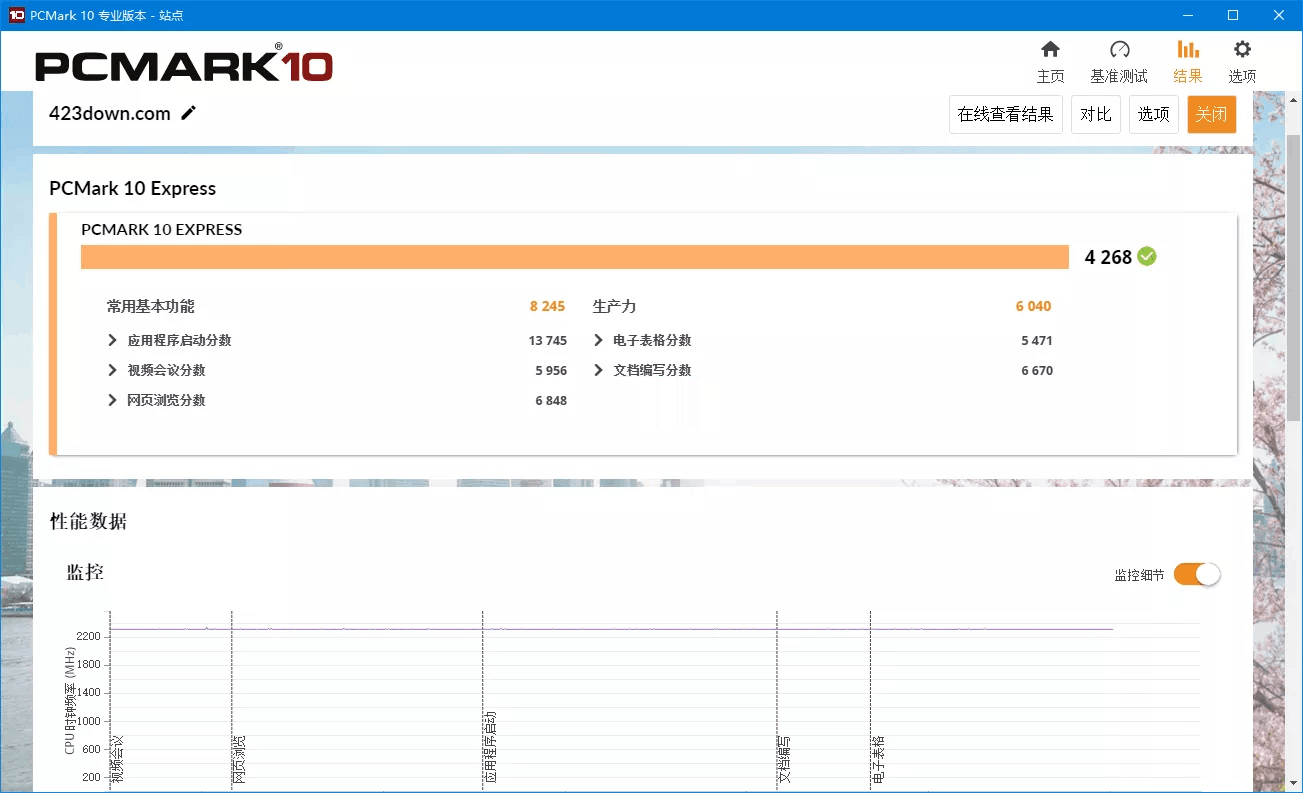 PCMark 10 专业版本 - 站点
PCMARK®10
主页 基准测试 结果 选项
423down.com
在线查看结果 对比 选项 关闭
PCMark 10 Express
PCMARK 10 EXPRESS
4 268
常用基本功能 8 245 生产力 6 040
应用程序启动分数 13 745 电子表格分数 5 471
视频会议分数 5 956 文档编写分数 6 670
网页浏览分数 6 848
性能数据
监控
监控细节
CPU 时钟频率 (MHz)
2200
1800
1400
1000
600
200
视频会议
网页浏览
应用程序启动
文档编写
电子表格